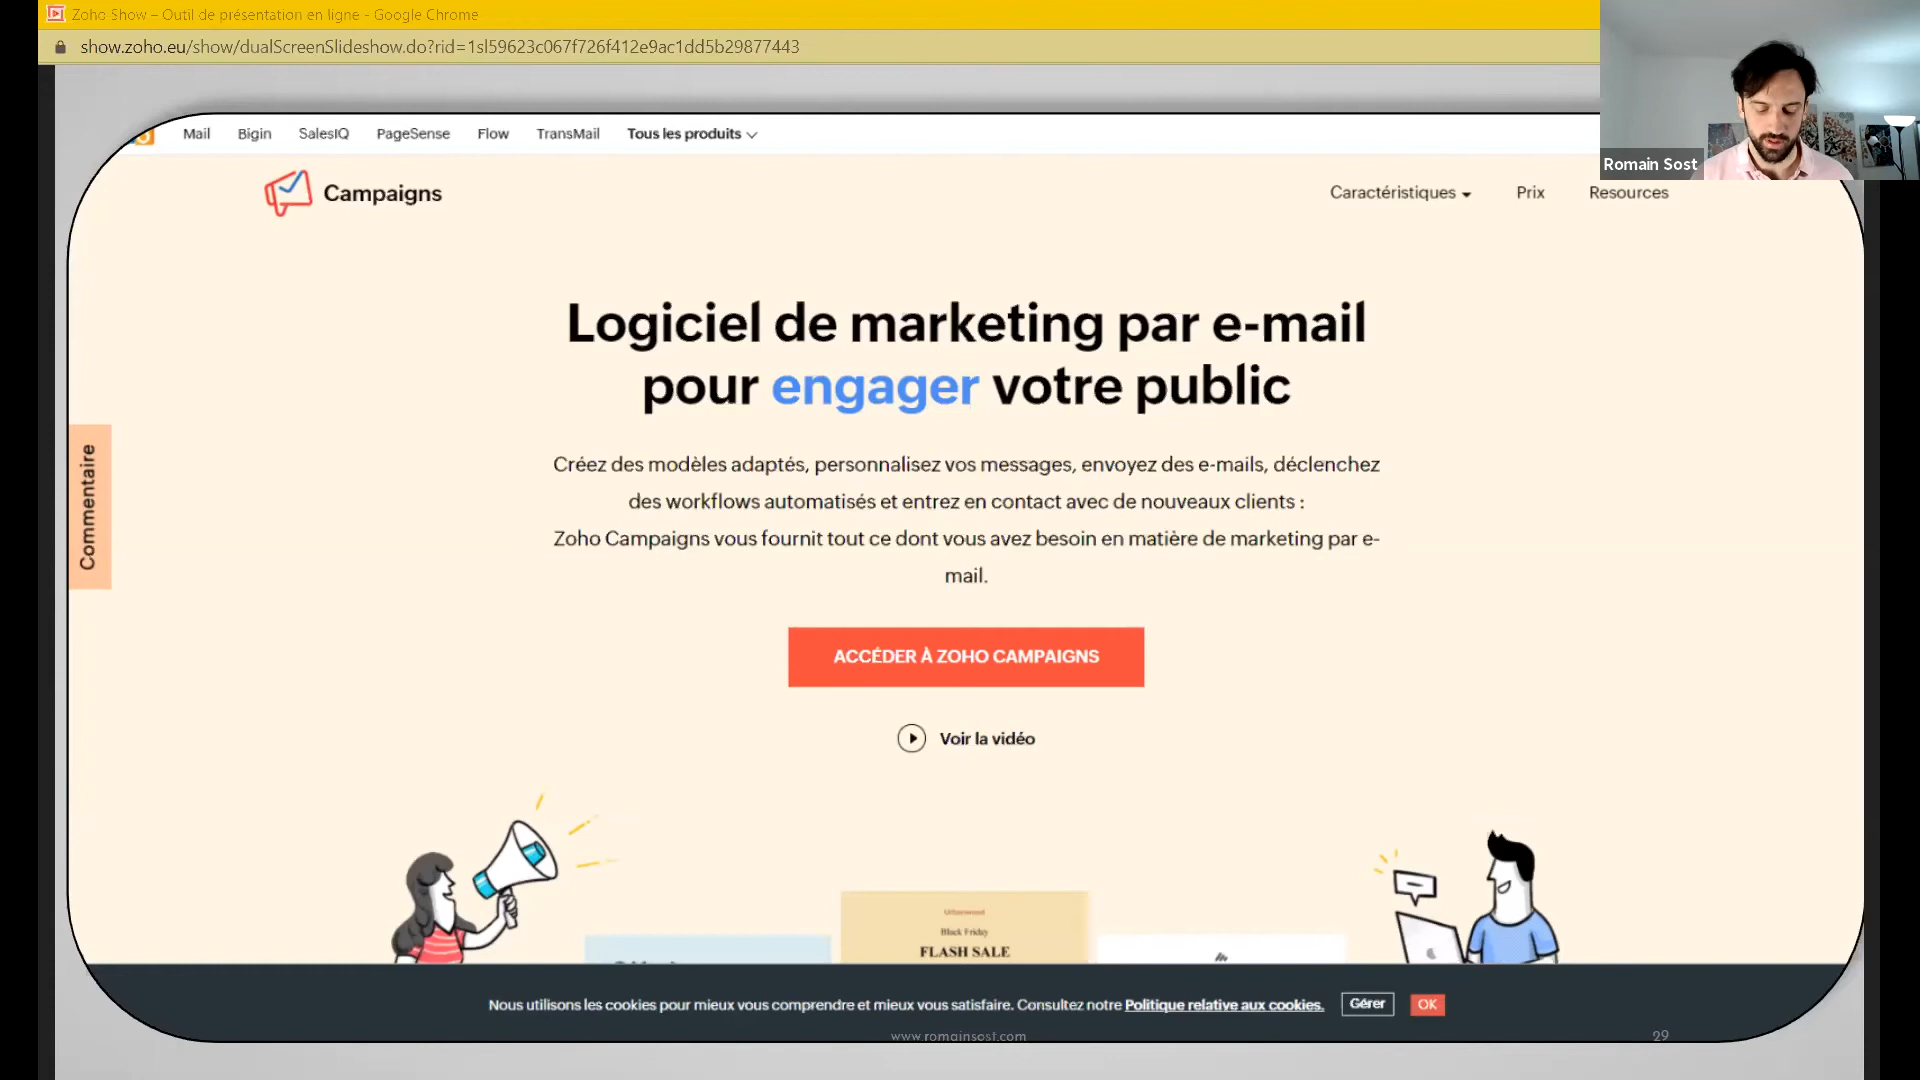 Zoho Show – Outil de présentation en ligne - Google Chrome
show.zoho.eu/show/dualScreenSlideshow.do?rid=1sl59623c067f726f412e9ac1dd5b29877443
Romain Sost
Mail Bigin SalesIQ PageSense Flow TransMail Tous les produits
Campaigns
Caractéristiques Prix Resources
Logiciel de marketing par e-mail
pour engager votre public
Créez des modèles adaptés, personnalisez vos messages, envoyez des e-mails, déclenchez
des workflows automatisés et entrez en contact avec de nouveaux clients :
Zoho Campaigns vous fournit tout ce dont vous avez besoin en matière de marketing par e-
mail.
Commentaire
ACCÉDER À ZOHO CAMPAIGNS
Voir la vidéo
Black Friday
FLASH SALE
Nous utilisons les cookies pour mieux vous comprendre et mieux vous satisfaire. Consultez notre Politique relative aux cookies. Gérer OK
www.romainsost.com
29